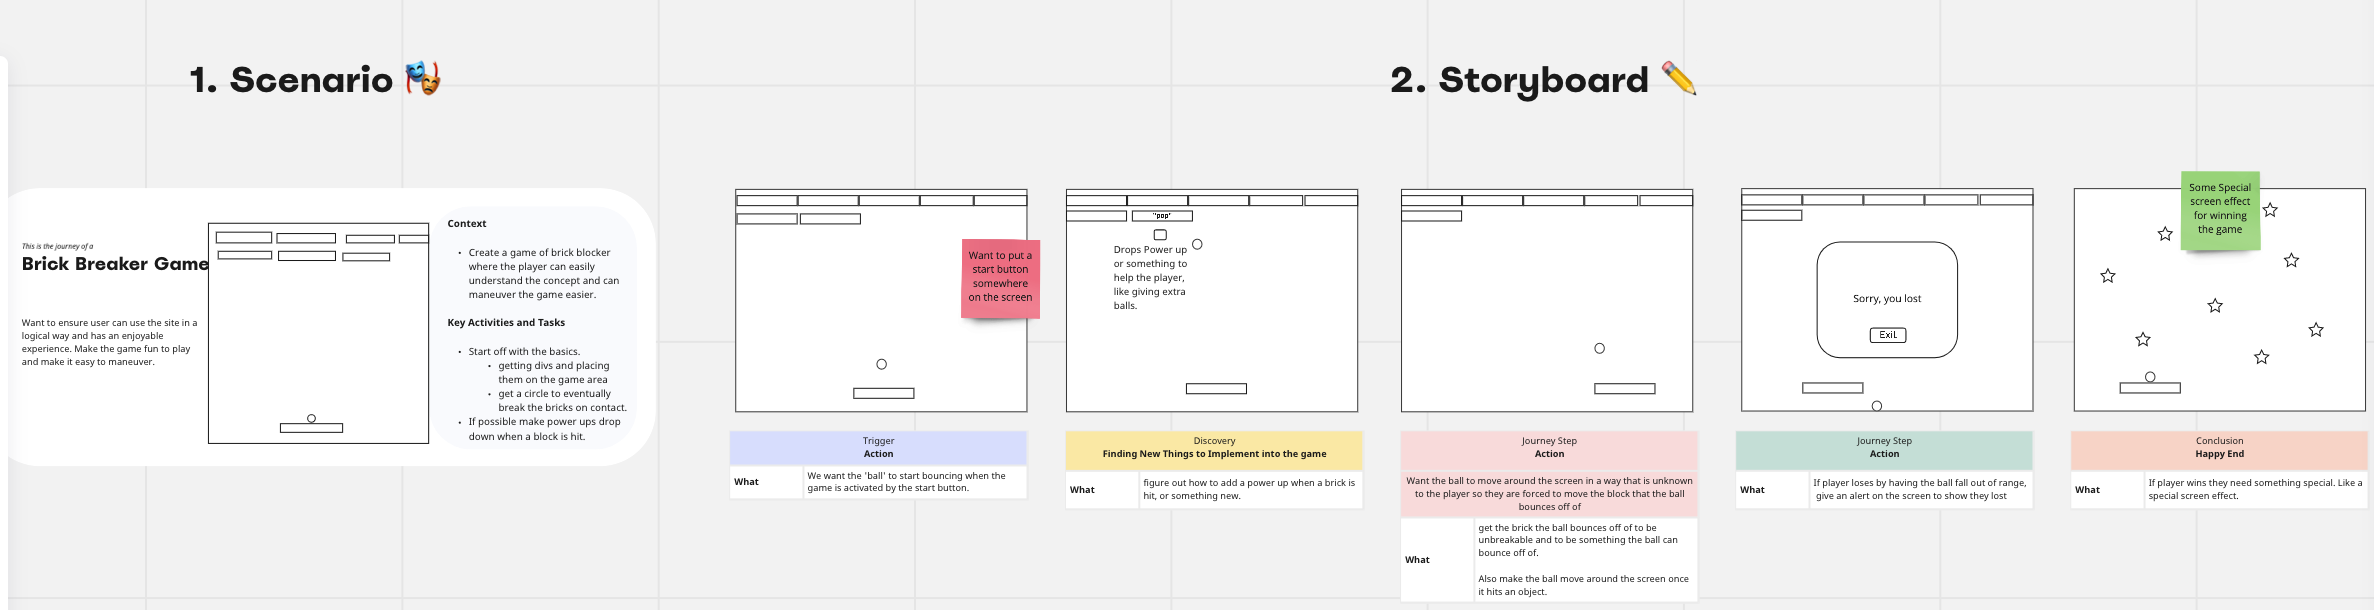 1. Scenario
2. Storyboard
This is the journey of a
Brick Breaker Game
Want to ensure user can use the site in a
logical way and has an enjoyable
experience. Make the game fun to play
and make it easy to maneuver.
Context
Create a game of brick blocker
where the player can easily
understand the concept and can
maneuver the game easier.
Key Activities and Tasks
Start off with the basics.
getting divs and placing
them on the game area
get a circle to eventually
break the bricks on contact.
If possible make power ups drop
down when a block is hit.
Want to put a
start button
somewhere
on the screen
Trigger
Action
What
We want the 'ball' to start bouncing when the
game is activated by the start button.
"pop"
Drops Power up
or something to
help the player,
like giving extra
balls.
Discovery
Finding New Things to Implement into the game
What
figure out how to add a power up when a brick is
hit, or something new.
Journey Step
Action
Want the ball to move around the screen in a way that is unknown
to the player so they are forced to move the block that the ball
bounces off of
What
get the brick the ball bounces off of to be
unbreakable and to be something the ball can
bounce off of.
Also make the ball move around the screen once
it hits an object.
Sorry, you lost
Exit
Journey Step
Action
What
If player loses by having the ball fall out of range,
give an alert on the screen to show they lost
Some Special
screen effect
for winning
the game
Conclusion
Happy End
What
If player wins they need something special. Like a
special screen effect.